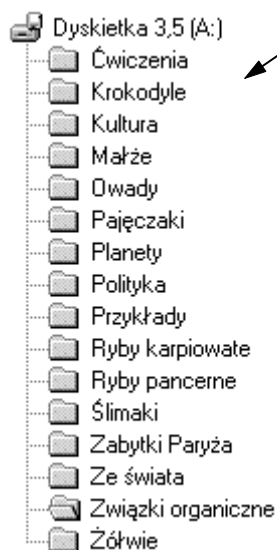 Dyskietka 3,5 (A:)
Ćwiczenia
Krokodyle
Kultura
Małże
Owady
Pajęczaki
Planety
Polityka
Przykłady
Ryby karpiowate
Ryby pancerne
Ślimaki
Zabytki Paryża
Ze świata
Związki organiczne
Żółwie